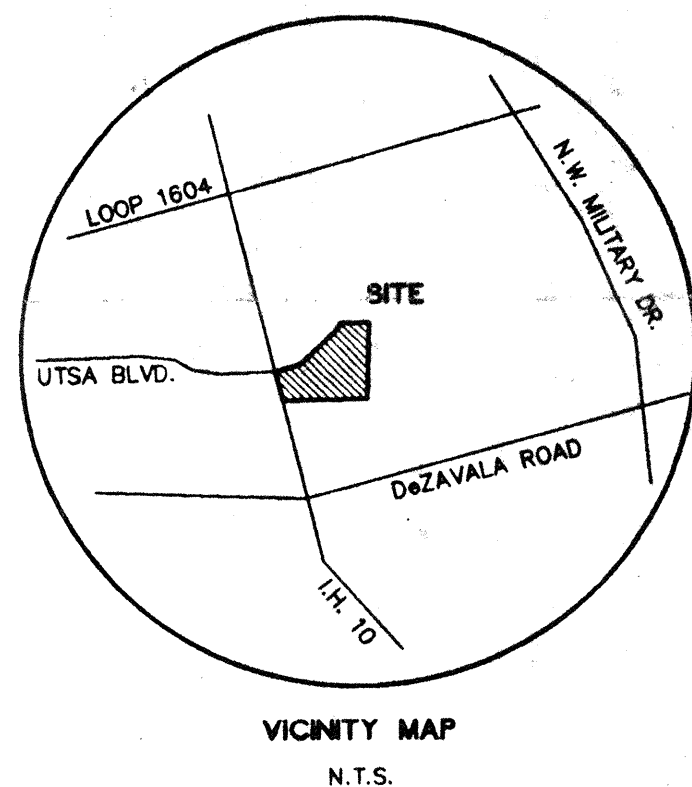 LOOP 1604
N.W. MILITARY DR.
SITE
UTSA BLVD.
DeZAVALA ROAD
I.H. 10
VICINITY MAP
N.T.S.